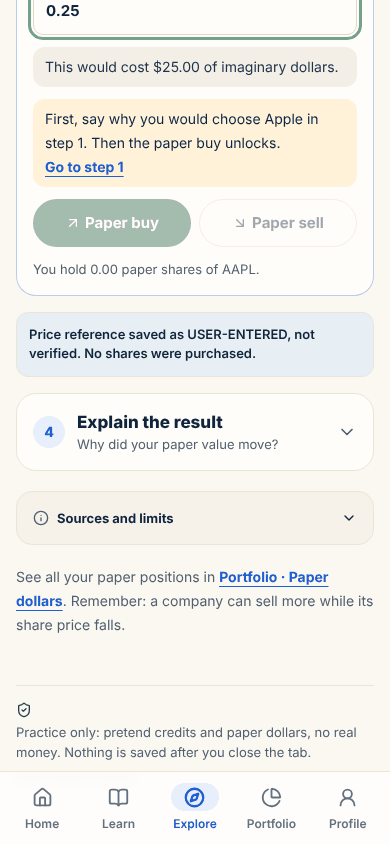 0.25
This would cost $25.00 of imaginary dollars.
First, say why you would choose Apple in
step 1. Then the paper buy unlocks.
Go to step 1
Paper buy
Paper sell
You hold 0.00 paper shares of AAPL.
Price reference saved as USER-ENTERED, not
verified. No shares were purchased.
4
Explain the result
Why did your paper value move?
Sources and limits
See all your paper positions in Portfolio · Paper
dollars. Remember: a company can sell more while its
share price falls.
Practice only: pretend credits and paper dollars, no real
money. Nothing is saved after you close the tab.
Home
Learn
Explore
Portfolio
Profile